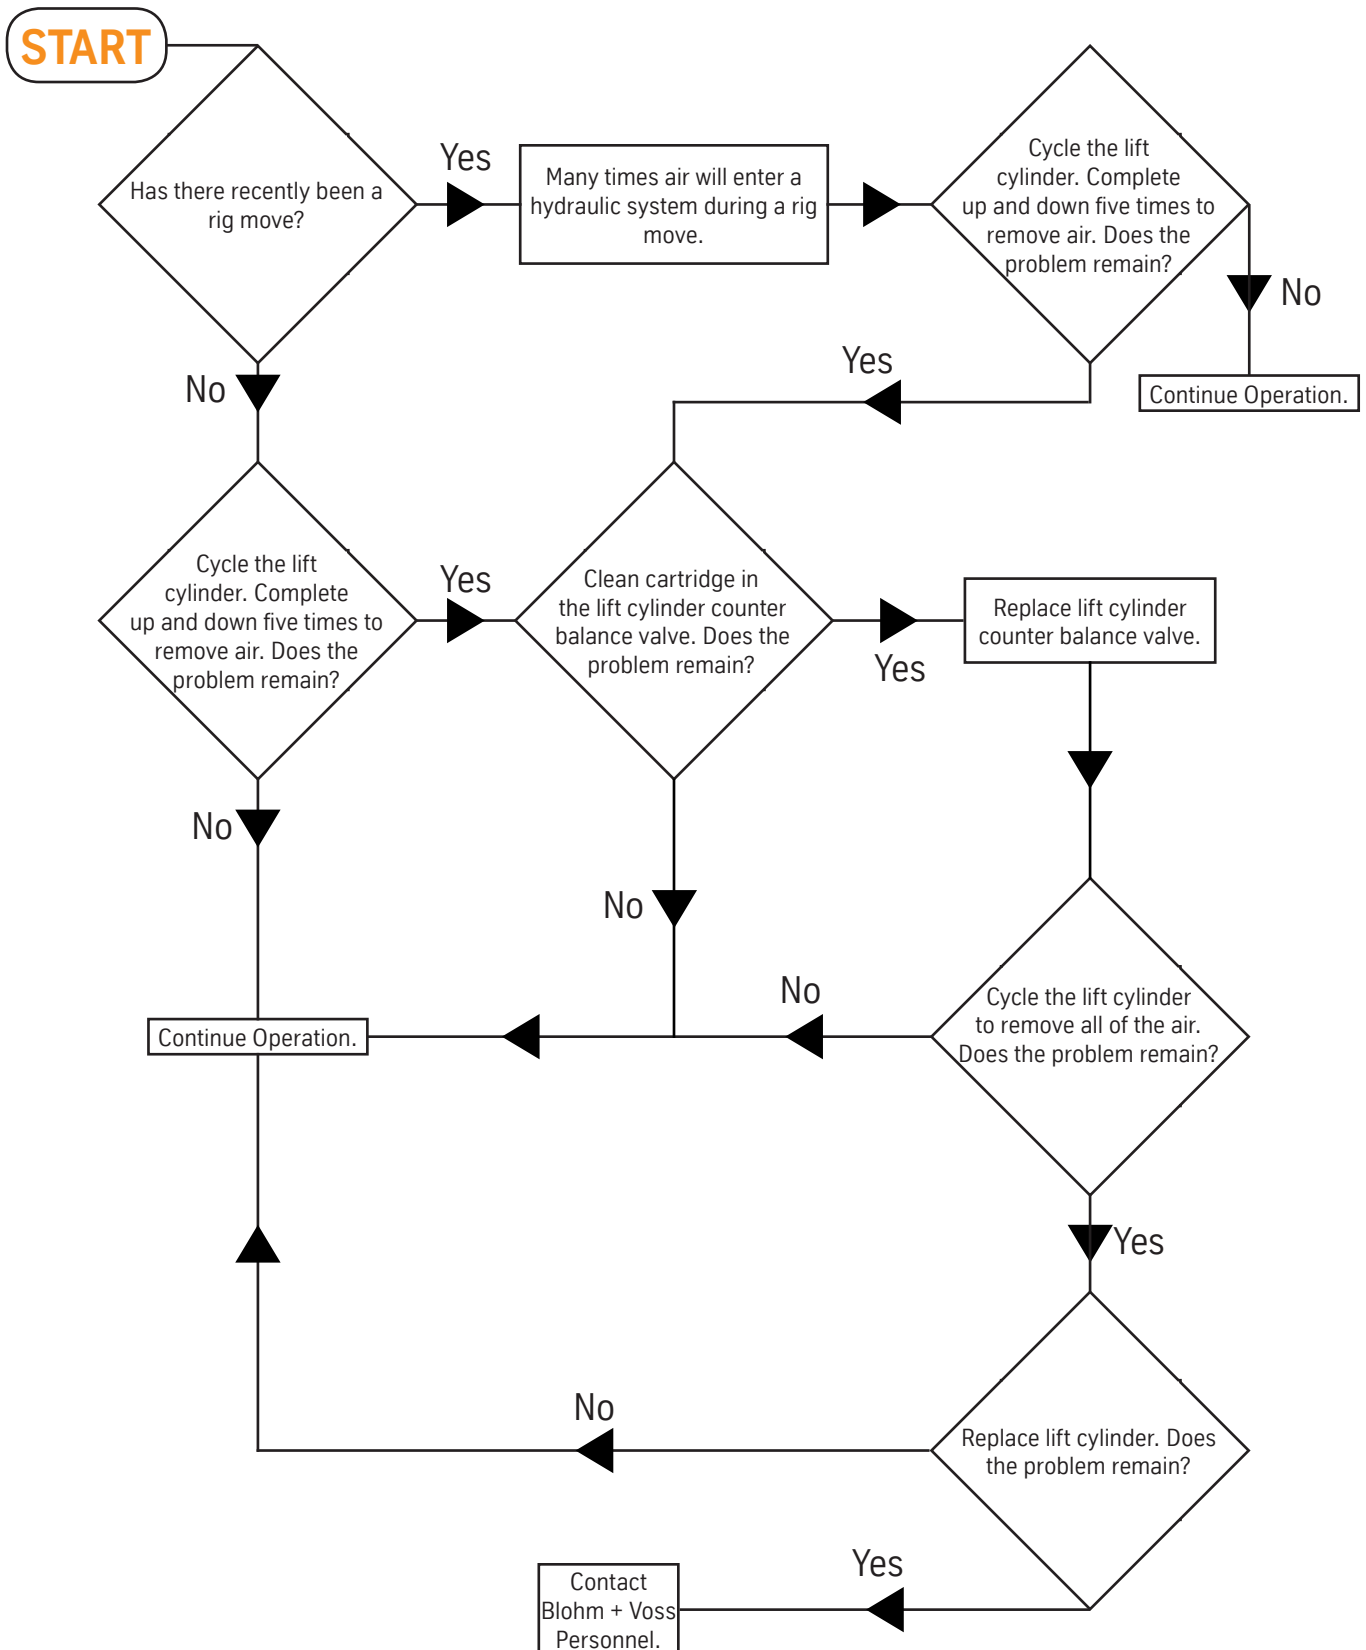 START
Has there recently been a
rig move?
Yes
Many times air will enter a
hydraulic system during a rig
move.
Cycle the lift
cylinder. Complete
up and down five times to
remove air. Does the
problem remain?
No
Continue Operation.
Yes
No
Cycle the lift
cylinder. Complete
up and down five times to
remove air. Does the
problem remain?
Yes
Clean cartridge in
the lift cylinder counter
balance valve. Does the
problem remain?
Yes
Replace lift cylinder
counter balance valve.
No
No
Continue Operation.
No
Cycle the lift cylinder
to remove all of the air.
Does the problem remain?
Yes
No
Replace lift cylinder. Does
the problem remain?
Yes
Contact
Blohm + Voss
Personnel.